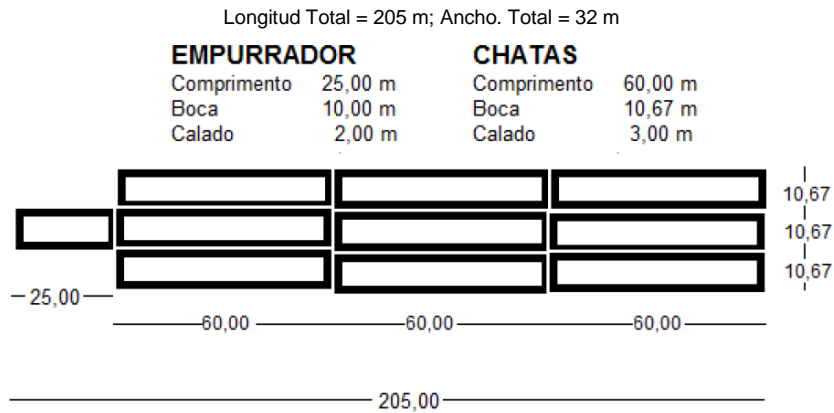 Longitud Total = 205 m; Ancho. Total = 32 m
EMPURRADOR CHATAS
Comprimento 25,00 m Comprimento 60,00 m
Boca 10,00 m Boca 10,67 m
Calado 2,00 m Calado 3,00 m
10,67
10,67
10,67
25,00
60,00 60,00 60,00
205,00